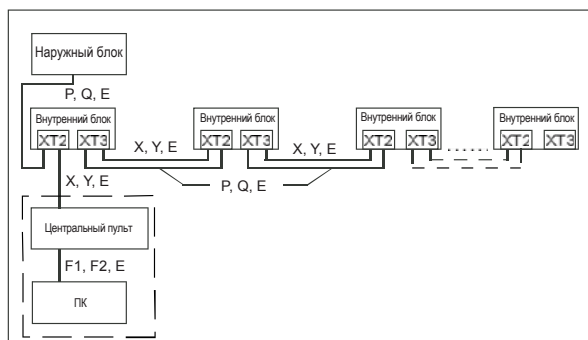 Наружный блок
P, Q, E
Внутренний блок Внутренний блок Внутренний блок Внутренний блок
XT2 XT3 XT2 XT3 XT2 XT3 XT2 XT3
X, Y, E X, Y, E
X, Y, E P, Q, E
Центральный пульт
F1, F2, E
ПК